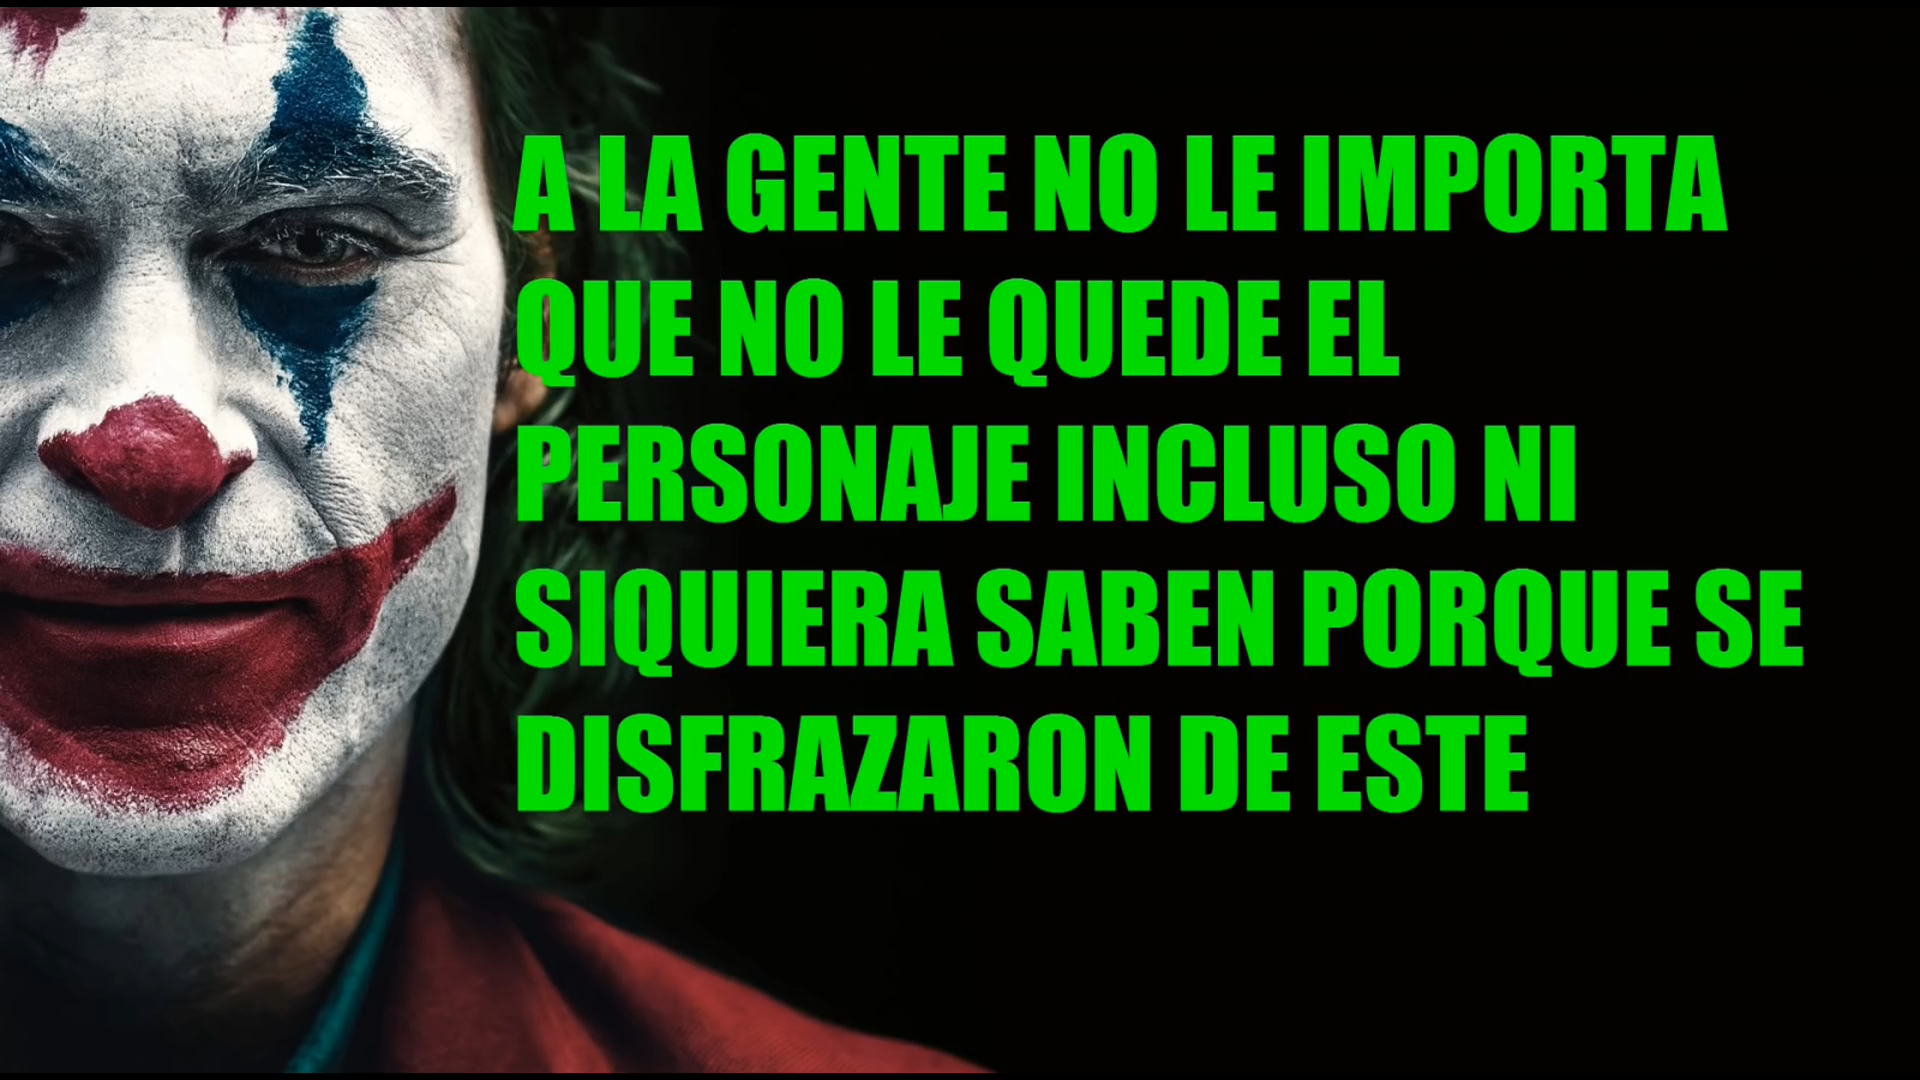 A LA GENTE NO LE IMPORTA
QUE NO LE QUEDE EL
PERSONAJE INCLUSO NI
SIQUIERA SABEN PORQUE SE
DISFRAZARON DE ESTE